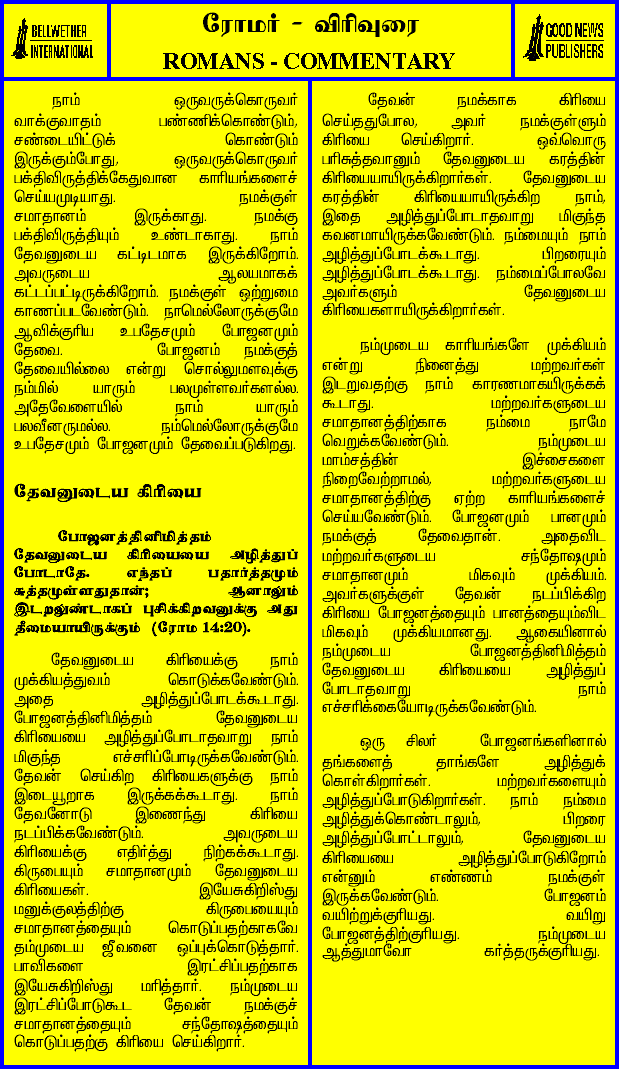 BELLWETHER
INTERNATIONAL
ரோமர் - விரிவுரை
ROMANS - COMMENTARY
GOOD NEWS
PUBLISHERS
நாம் ஒருவருக்கொருவர்
வாக்குவாதம் பண்ணிக்கொண்டும்,
சண்டையிட்டுக் கொண்டும்
இருக்கும்போது, ஒருவருக்கொருவர்
பக்திவிருத்திக்கேதுவான காரியங்களைச்
செய்யமுடியாது. நமக்குள்
சமாதானம் இருக்காது. நமக்கு
பக்திவிருத்தியும் உண்டாகாது. நாம்
தேவனுடைய கட்டிடமாக இருக்கிறோம்.
அவருடைய ஆலயமாகக்
கட்டப்பட்டிருக்கிறோம். நமக்குள் ஒற்றுமை
காணப்படவேண்டும். நாமெல்லோருக்குமே
ஆவிக்குரிய உபதேசமும் போஜனமும்
தேவை. போஜனம் நமக்குத்
தேவையில்லை என்று சொல்லுமளவுக்கு
நம்மில் யாரும் பலமுள்ளவர்களல்ல.
அதேவேளையில் நாம் யாரும்
பலவீனருமல்ல. நம்மெல்லோருக்குமே
உபதேசமும் போஜனமும் தேவைப்படுகிறது.
தேவனுடைய கிரியை
போஜனத்தினிமித்தம்
தேவனுடைய கிரியையை அழித்துப்
போடாதே. எந்தப் பதார்த்தமும்
சுத்தமுள்ளதுதான்; ஆனாலும்
இடறலுண்டாகப் புசிக்கிறவனுக்கு அது
தீமையாயிருக்கும் (ரோம 14:20).
தேவனுடைய கிரியைக்கு நாம்
முக்கியத்துவம் கொடுக்கவேண்டும்.
அதை அழித்துப்போடக்கூடாது.
போஜனத்தினிமித்தம் தேவனுடைய
கிரியையை அழித்துப்போடாதவாறு நாம்
மிகுந்த எச்சரிப்போடிருக்கவேண்டும்.
தேவன் செய்கிற கிரியைகளுக்கு நாம்
இடையூறாக இருக்கக்கூடாது. நாம்
தேவனோடு இணைந்து கிரியை
நடப்பிக்கவேண்டும். அவருடைய
கிரியைக்கு எதிர்த்து நிற்கக்கூடாது.
கிருபையும் சமாதானமும் தேவனுடைய
கிரியைகள். இயேசுகிறிஸ்து
மனுக்குலத்திற்கு கிருபையையும்
சமாதானத்தையும் கொடுப்பதற்காகவே
தம்முடைய ஜீவனை ஒப்புக்கொடுத்தார்.
பாவிகளை இரட்சிப்பதற்காக
இயேசுகிறிஸ்து மரித்தார். நம்முடைய
இரட்சிப்போடுகூட தேவன் நமக்குச்
சமாதானத்தையும் சந்தோஷத்தையும்
கொடுப்பதற்கு கிரியை செய்கிறார்.
தேவன் நமக்காக கிரியை
செய்ததுபோல, அவர் நமக்குள்ளும்
கிரியை செய்கிறார். ஒவ்வொரு
பரிசுத்தவானும் தேவனுடைய கரத்தின்
கிரியையாயிருக்கிறார்கள். தேவனுடைய
கரத்தின் கிரியையாயிருக்கிற நாம்,
இதை அழித்துப்போடாதவாறு மிகுந்த
கவனமாயிருக்கவேண்டும். நம்மையும் நாம்
அழித்துப்போடக்கூடாது. பிறரையும்
அழித்துப்போடக்கூடாது. நம்மைப்போலவே
அவர்களும் தேவனுடைய
கிரியைகளாயிருக்கிறார்கள்.
நம்முடைய காரியங்களே முக்கியம்
என்று நினைத்து மற்றவர்கள்
இடறுவதற்கு நாம் காரணமாகயிருக்கக்
கூடாது. மற்றவர்களுடைய
சமாதானத்திற்காக நம்மை நாமே
வெறுக்கவேண்டும். நம்முடைய
மாம்சத்தின் இச்சைகளை
நிறைவேற்றாமல், மற்றவர்களுடைய
சமாதானத்திற்கு ஏற்ற காரியங்களைச்
செய்யவேண்டும். போஜனமும் பானமும்
நமக்குத் தேவைதான். அதைவிட
மற்றவர்களுடைய சந்தோஷமும்
சமாதானமும் மிகவும் முக்கியம்.
அவர்களுக்குள் தேவன் நடப்பிக்கிற
கிரியை போஜனத்தையும் பானத்தையும்விட
மிகவும் முக்கியமானது. ஆகையினால்
நம்முடைய போஜனத்தினிமித்தம்
தேவனுடைய கிரியையை அழித்துப்
போடாதவாறு நாம்
எச்சரிக்கையோடிருக்கவேண்டும்.
ஒரு சிலர் போஜனங்களினால்
தங்களைத் தாங்களே அழித்துக்
கொள்கிறார்கள். மற்றவர்களையும்
அழித்துப்போடுகிறார்கள். நாம் நம்மை
அழித்துக்கொண்டாலும், பிறரை
அழித்துப்போட்டாலும், தேவனுடைய
கிரியையை அழித்துப்போடுகிறோம்
என்னும் எண்ணம் நமக்குள்
இருக்கவேண்டும். போஜனம்
வயிற்றுக்குரியது. வயிறு
போஜனத்திற்குரியது. நம்முடைய
ஆத்துமாவோ கர்த்தருக்குரியது.